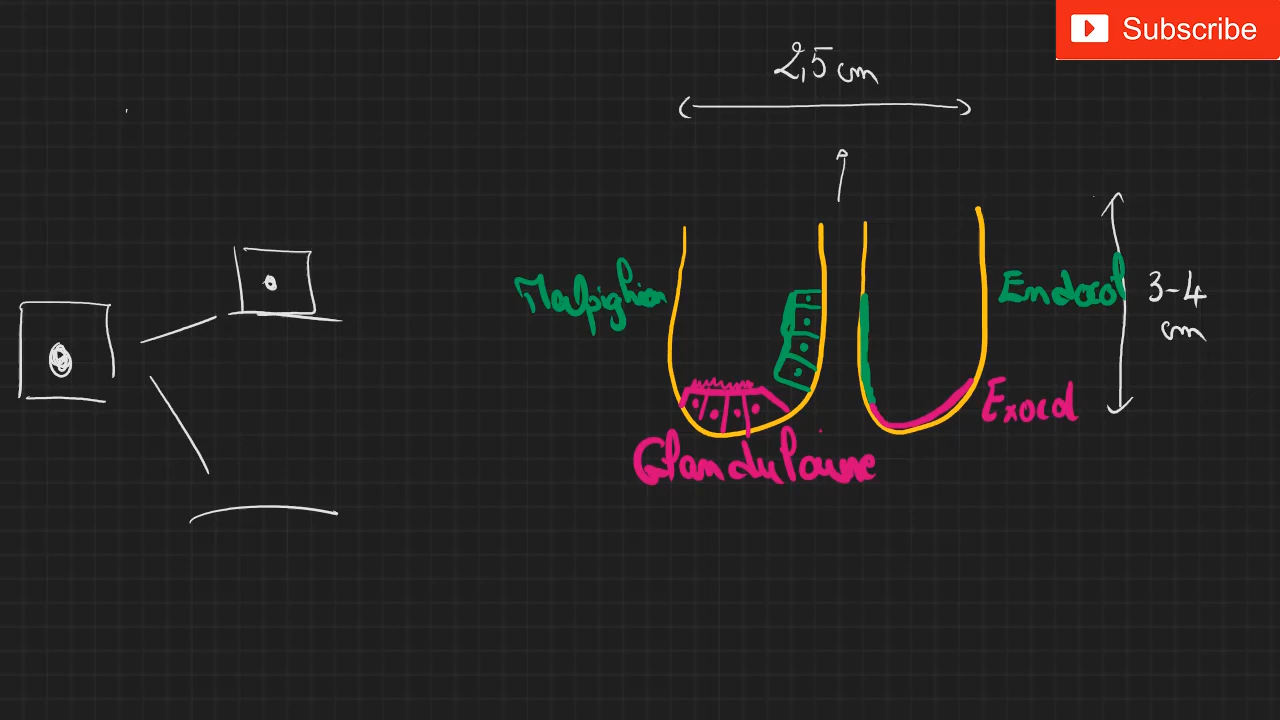 Subscribe
2,5 cm
Malpighien
Endocol
3-4
cm
Exocol
Glandulaire